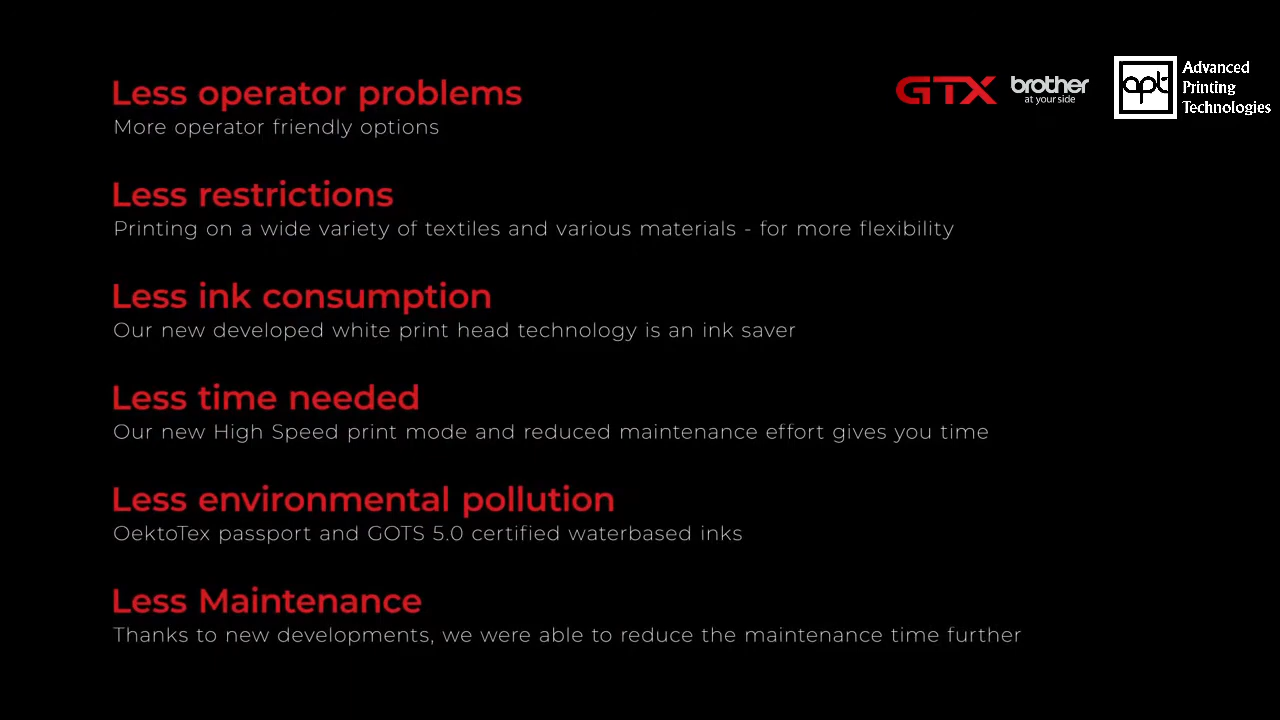 Less operator problems
More operator friendly options
GTX
brother
at your side
apt
Advanced
Printing
Technologies
Less restrictions
Printing on a wide variety of textiles and various materials - for more flexibility
Less ink consumption
Our new developed white print head technology is an ink saver
Less time needed
Our new High Speed print mode and reduced maintenance effort gives you time
Less environmental pollution
OektoTex passport and GOTS 5.0 certified waterbased inks
Less Maintenance
Thanks to new developments, we were able to reduce the maintenance time further